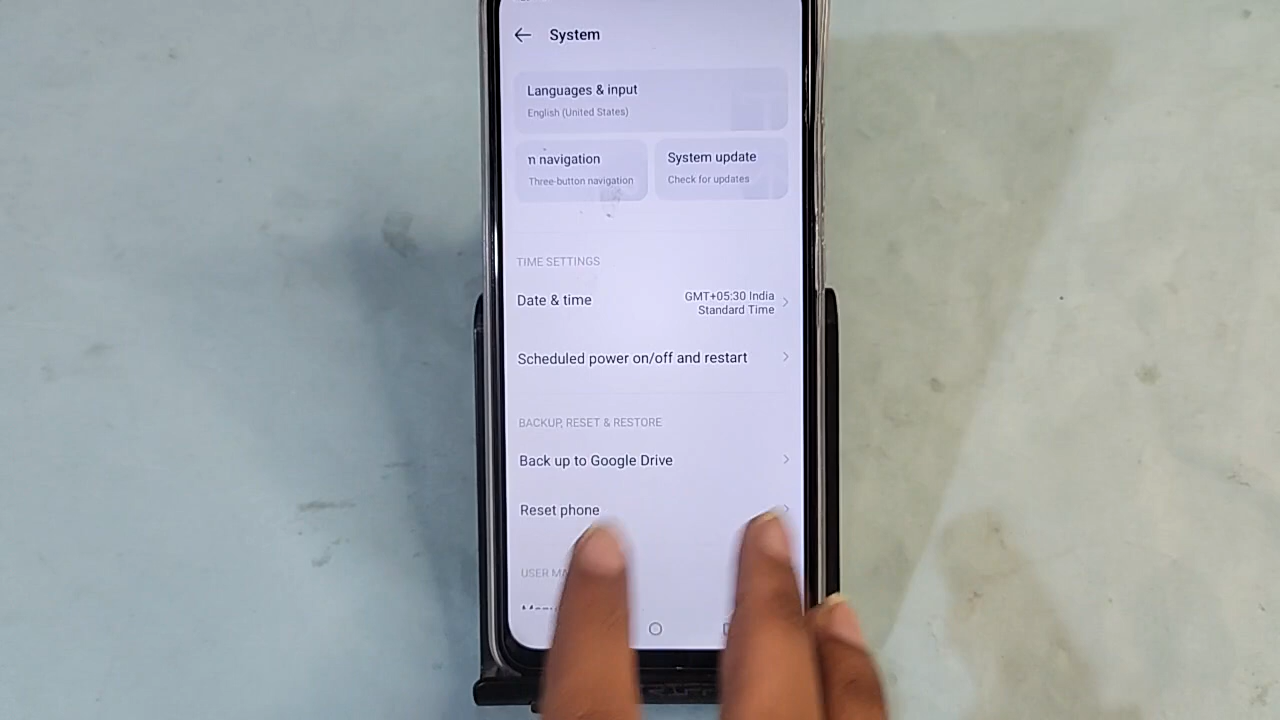 System
Languages & input
English (United States)
n navigation
Three-button navigation
System update
Check for updates
TIME SETTINGS
Date & time
GMT+05:30 India
Standard Time
Scheduled power on/off and restart
BACKUP, RESET & RESTORE
Back up to Google Drive
Reset phone
USER